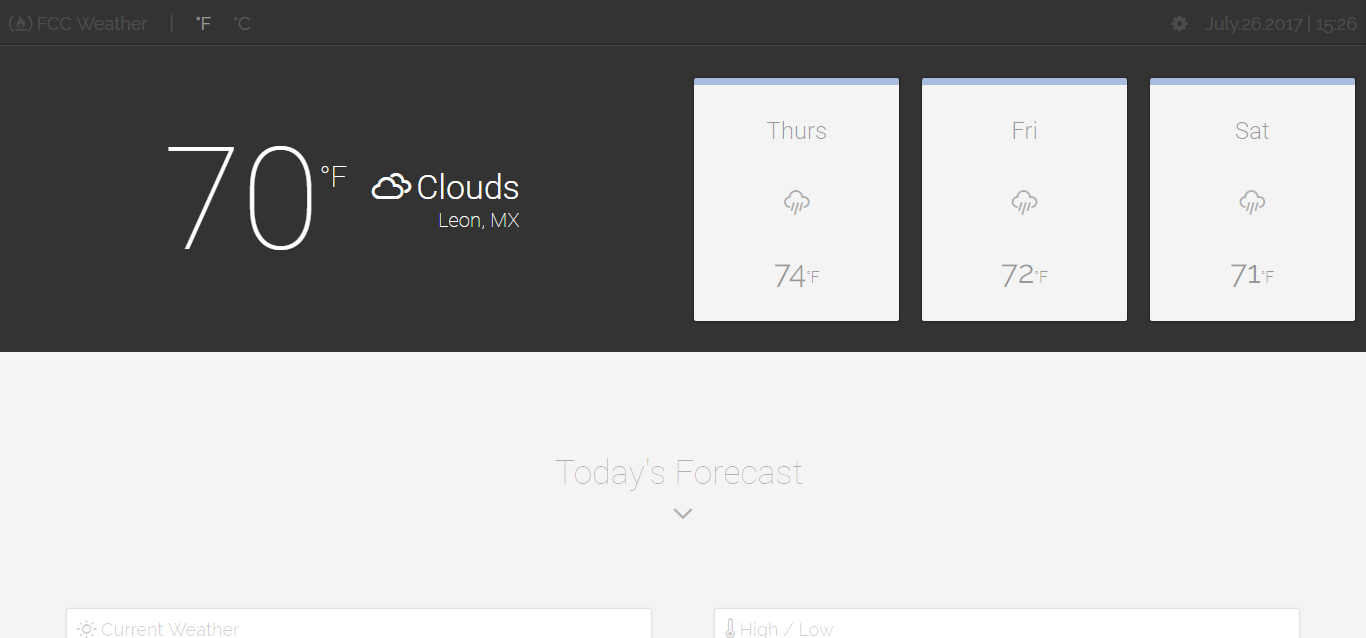 (🔥) FCC Weather | °F °C
July.26.2017 | 15:26
70°F
Clouds
Leon, MX
Thurs
74°F
Fri
72°F
Sat
71°F
Today's Forecast
Current Weather
High / Low